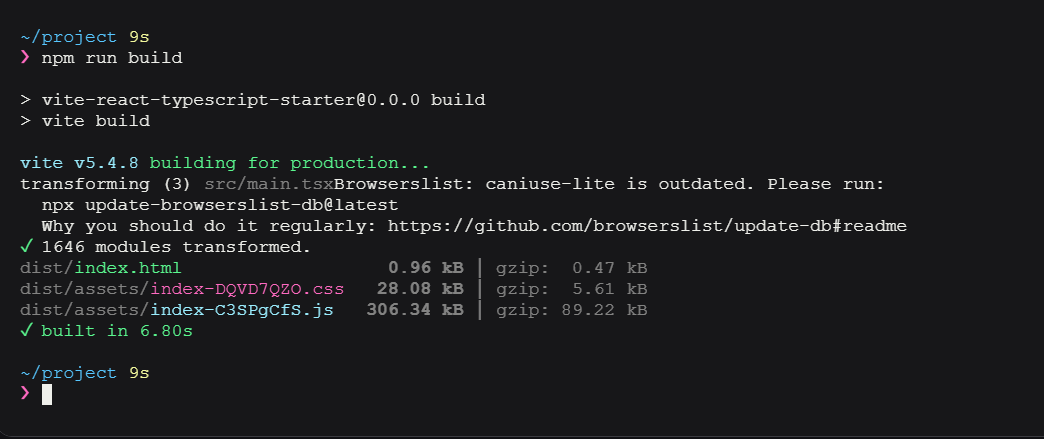 ~/project 9s
❯ npm run build
> vite-react-typescript-starter@0.0.0 build
> vite build
vite v5.4.8 building for production...
transforming (3) src/main.tsxBrowserslist: caniuse-lite is outdated. Please run:
  npx update-browserslist-db@latest
  Why you should do it regularly: https://github.com/browserslist/update-db#readme
✓ 1646 modules transformed.
dist/index.html                   0.96 kB │ gzip:  0.47 kB
dist/assets/index-DQVD7QZO.css   28.08 kB │ gzip:  5.61 kB
dist/assets/index-C3SPgCfS.js   306.34 kB │ gzip: 89.22 kB
✓ built in 6.80s
~/project 9s
❯